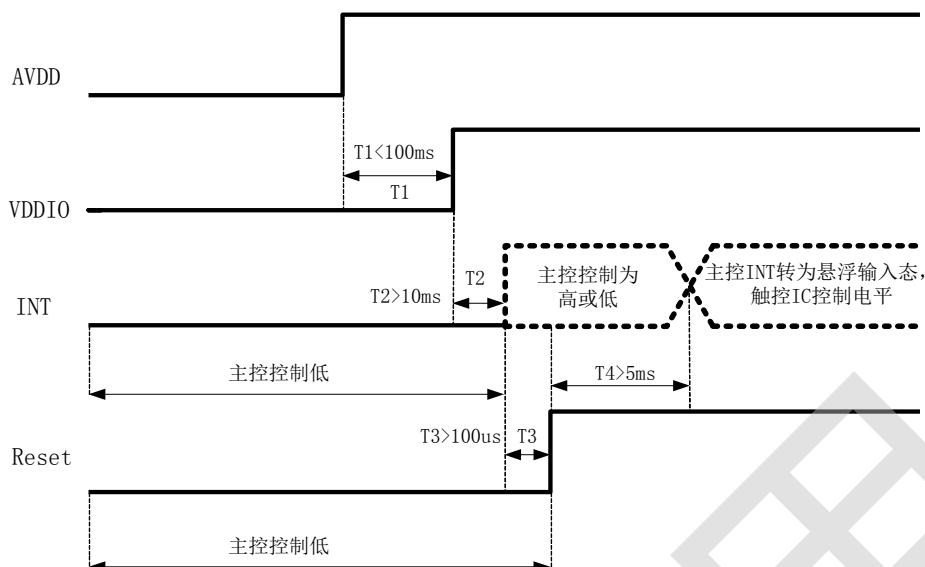 AVDD
T1<100ms
T1
VDDIO
T2
T2>10ms
主控控制为
高或低
主控INT转为悬浮输入态，
触控IC控制电平
INT
主控控制低
T4>5ms
T3>100us
T3
Reset
主控控制低